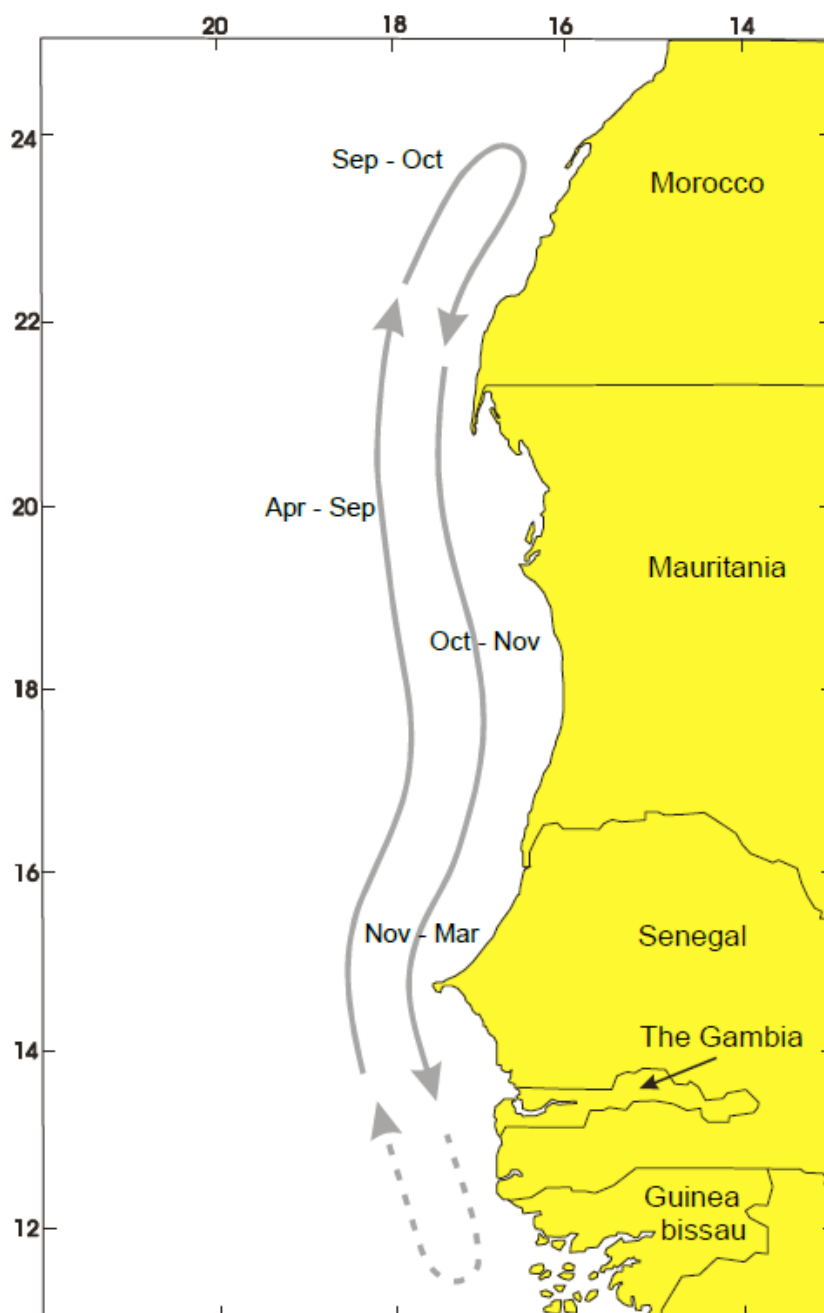 20
18
16
14
24
Sep - Oct
Morocco
22
20
Apr - Sep
Mauritania
Oct - Nov
18
16
Nov - Mar
Senegal
The Gambia
14
Guinea
bissau
12